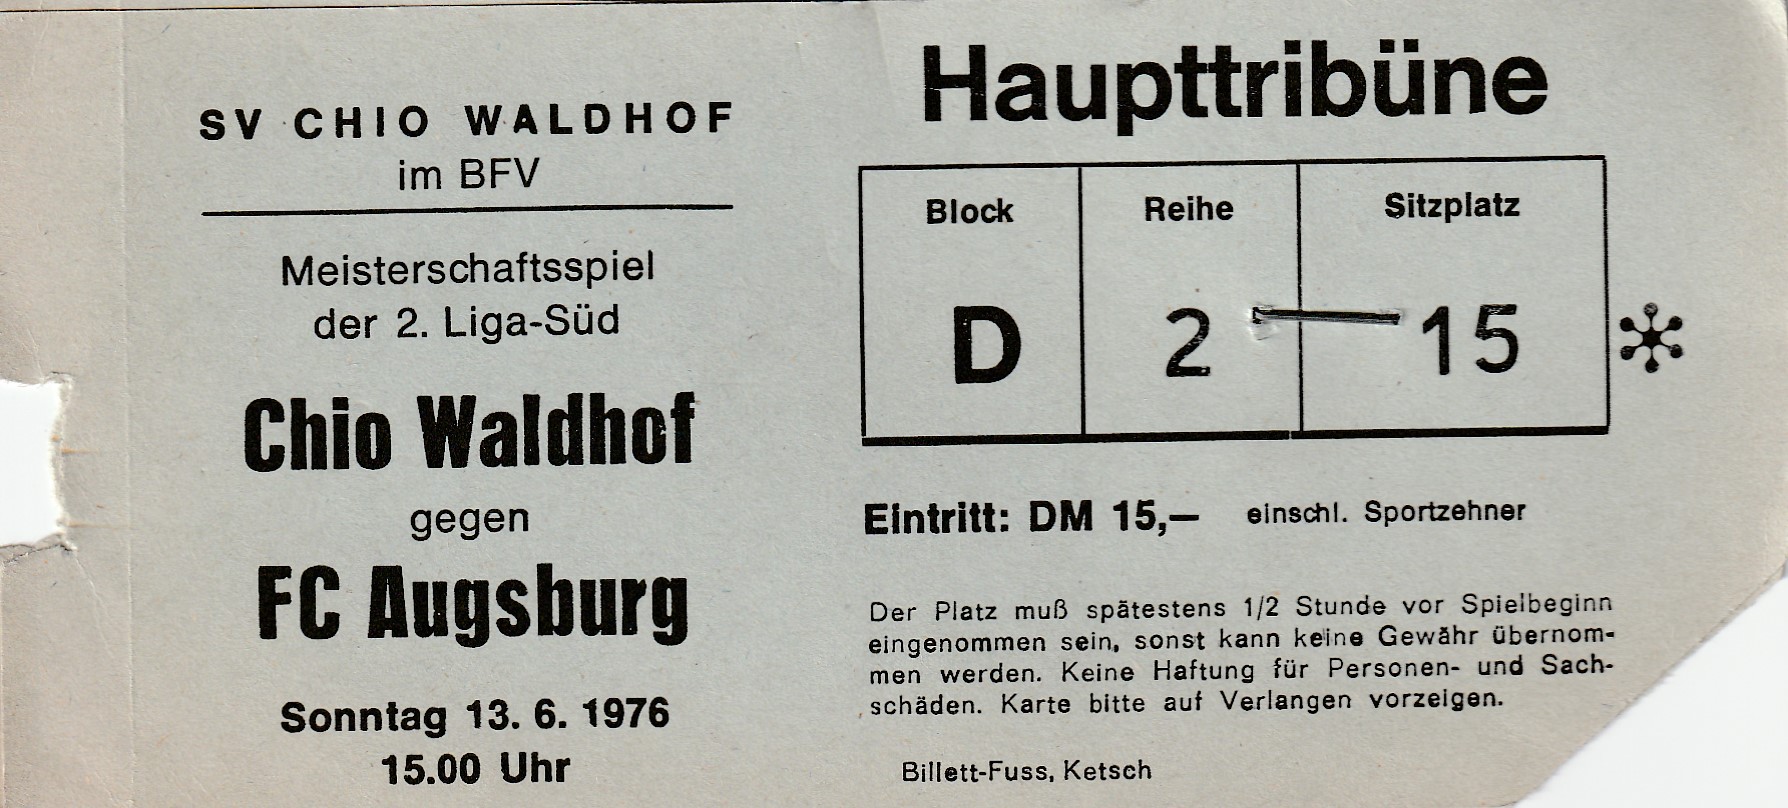 SV CHIO WALDHOF
im BFV
Meisterschaftsspiel
der 2. Liga-Süd
Chio Waldhof
gegen
FC Augsburg
Sonntag 13. 6. 1976
15.00 Uhr
Haupttribüne
Block Reihe Sitzplatz
D 2 15
Eintritt: DM 15,— einschl. Sportzehner
Der Platz muß spätestens 1/2 Stunde vor Spielbeginn
eingenommen sein, sonst kann keine Gewähr übernom-
men werden. Keine Haftung für Personen- und Sach-
schäden. Karte bitte auf Verlangen vorzeigen.
Billett-Fuss, Ketsch